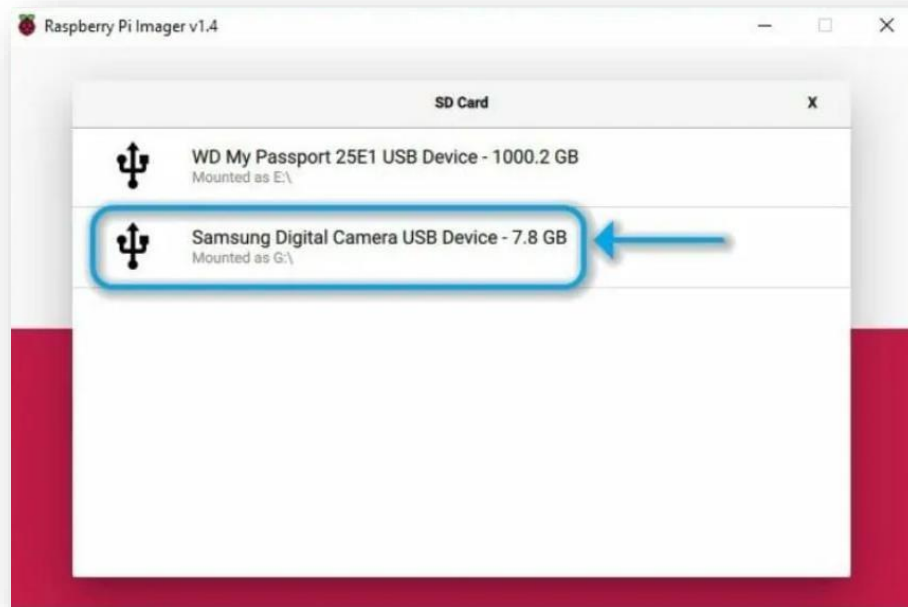 Raspberry Pi Imager v1.4
SD Card X
WD My Passport 25E1 USB Device - 1000.2 GB
Mounted as E:\
Samsung Digital Camera USB Device - 7.8 GB
Mounted as G:\